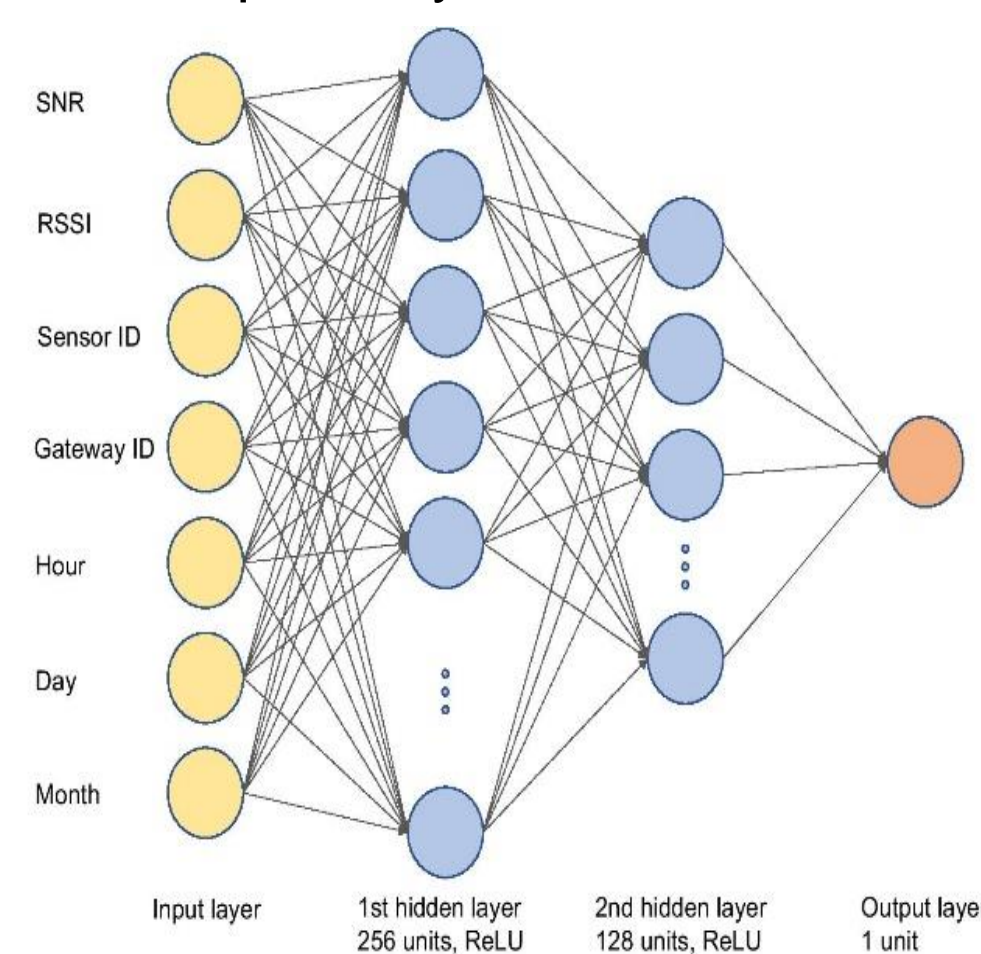 SNR
RSSI
Sensor ID
Gateway ID
Hour
Day
Month
Input layer
1st hidden layer
256 units, ReLU
2nd hidden layer
128 units, ReLU
Output laye
1 unit